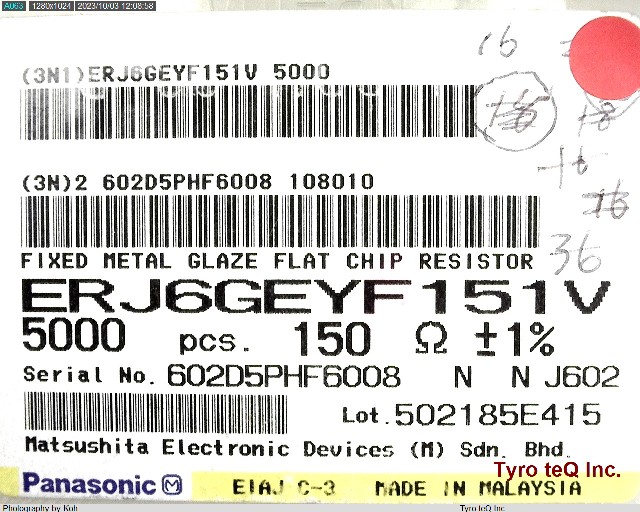 A063 1280x1024 2023/10/03 12:08:58
16
(3N1)ERJ6GEYF151V 5000
18
16
(3N)2 602D5PHF6008 108010
16
36
FIXED METAL GLAZE FLAT CHIP RESISTOR
ERJ6GEYF151V
5000 pcs. 150 Ω ±1%
Serial No. 602D5PHF6008 N N J602
Lot. 502185E415
Matsushita Electronic Devices (M) Sdn. Bhd.
Tyro teQ Inc.
Panasonic M EIAJ C-3 MADE IN MALAYSIA
Photography by Koh Tyro teQ Inc